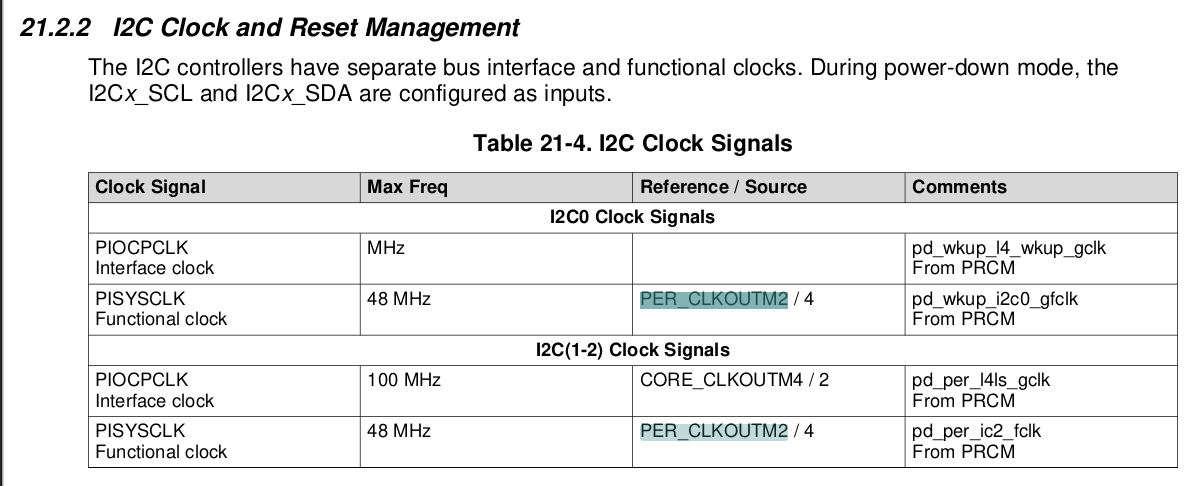 21.2.2 I2C Clock and Reset Management
The I2C controllers have separate bus interface and functional clocks. During power-down mode, the
I2Cx_SCL and I2Cx_SDA are configured as inputs.
Table 21-4. I2C Clock Signals
Clock Signal Max Freq Reference / Source Comments
I2C0 Clock Signals
PIOCPCLK MHz pd_wkup_l4_wkup_gclk
Interface clock From PRCM
PISYSCLK 48 MHz PER_CLKOUTM2 / 4 pd_wkup_i2c0_gfclk
Functional clock From PRCM
I2C(1-2) Clock Signals
PIOCPCLK 100 MHz CORE_CLKOUTM4 / 2 pd_per_l4ls_gclk
Interface clock From PRCM
PISYSCLK 48 MHz PER_CLKOUTM2 / 4 pd_per_ic2_fclk
Functional clock From PRCM